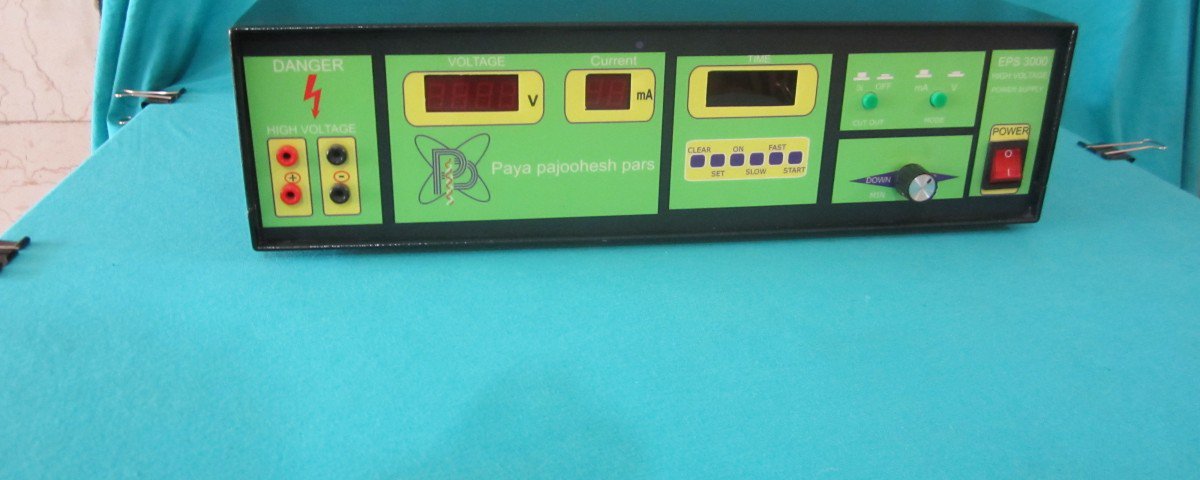 DANGER
HIGH VOLTAGE
+
-
VOLTAGE
V
Current
mA
Paya pajoohesh pars
TIME
CLEAR
ON
FAST
SET
SLOW
START
OFF
CUT OUT
mA
V
MODE
DOWN
EPS 3000
HIGH VOLTAGE
POWER SUPPLY
POWER
O
I